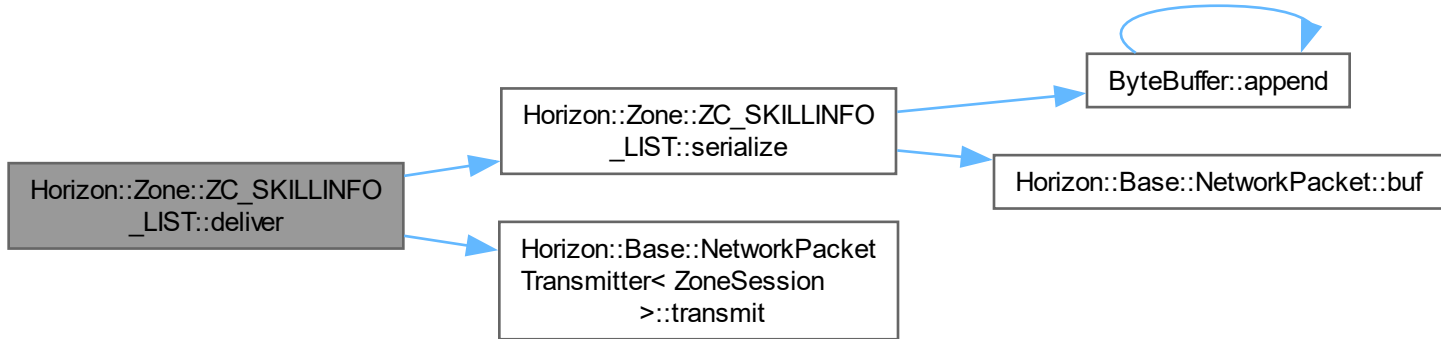 Horizon::Zone::ZC_SKILLINFO
_LIST::deliver
Horizon::Zone::ZC_SKILLINFO
_LIST::serialize
ByteBuffer::append
Horizon::Base::NetworkPacket::buf
Horizon::Base::NetworkPacket
Transmitter< ZoneSession
>::transmit